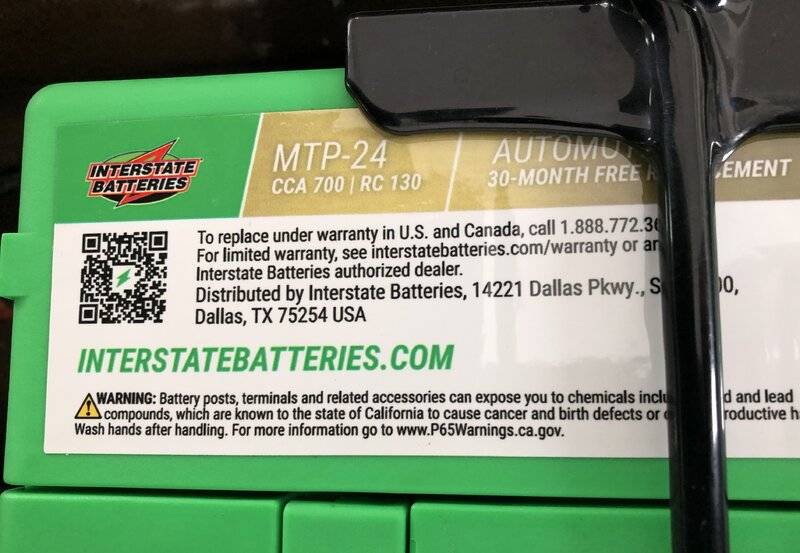 INTERSTATE
BATTERIES
MTP-24
CCA 700 | RC 130
30-MONTH FREE
To replace under warranty in U.S. and Canada, call 1.888.772.
For limited warranty, see interstatebatteries.com/warranty or
Interstate Batteries authorized dealer.
Distributed by Interstate Batteries, 14221 Dallas Pkwy.,
Dallas, TX 75254 USA
INTERSTATEBATTERIES.COM
WARNING: Battery posts, terminals and related accessories can expose you to chemicals and lead
compounds, which are known to the state of California to cause cancer and birth defects or
Wash hands after handling. For more information go to www.P65Warnings.ca.gov.